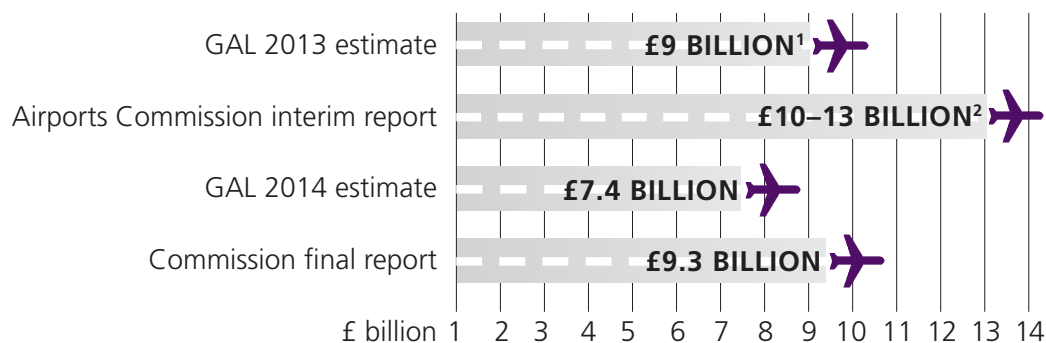 GAL 2013 estimate £9 BILLION¹
Airports Commission interim report £10–13 BILLION²
GAL 2014 estimate £7.4 BILLION
Commission final report £9.3 BILLION
£ billion 1 2 3 4 5 6 7 8 9 10 11 12 13 14